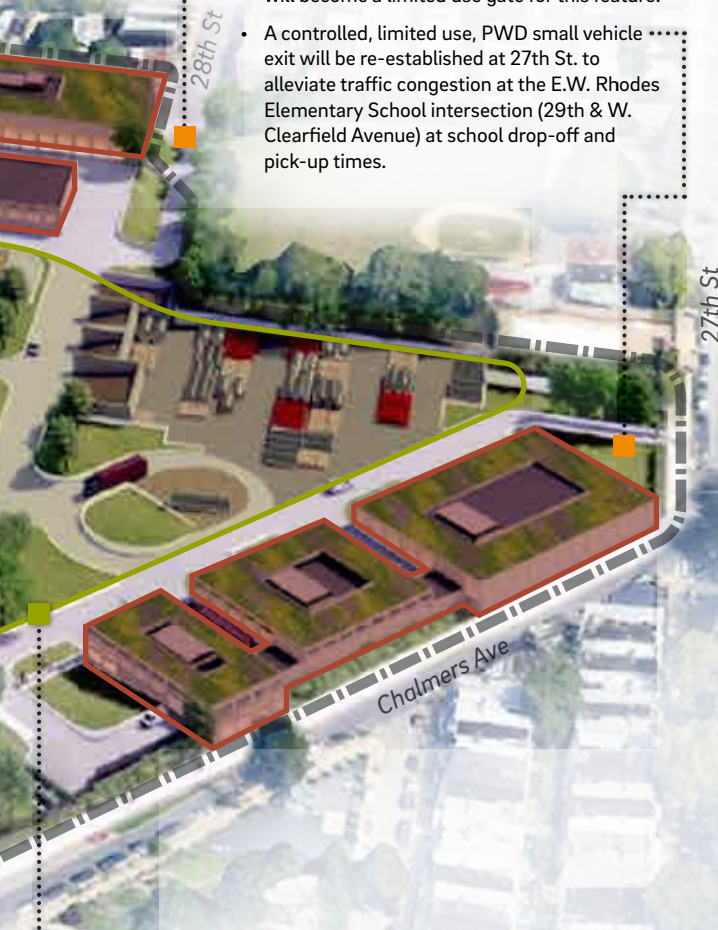 will become a limited use gate for this feature.
• A controlled, limited use, PWD small vehicle
exit will be re-established at 27th St. to
alleviate traffic congestion at the E.W. Rhodes
Elementary School intersection (29th & W.
Clearfield Avenue) at school drop-off and
pick-up times.
28th St
27th St
Chalmers Ave